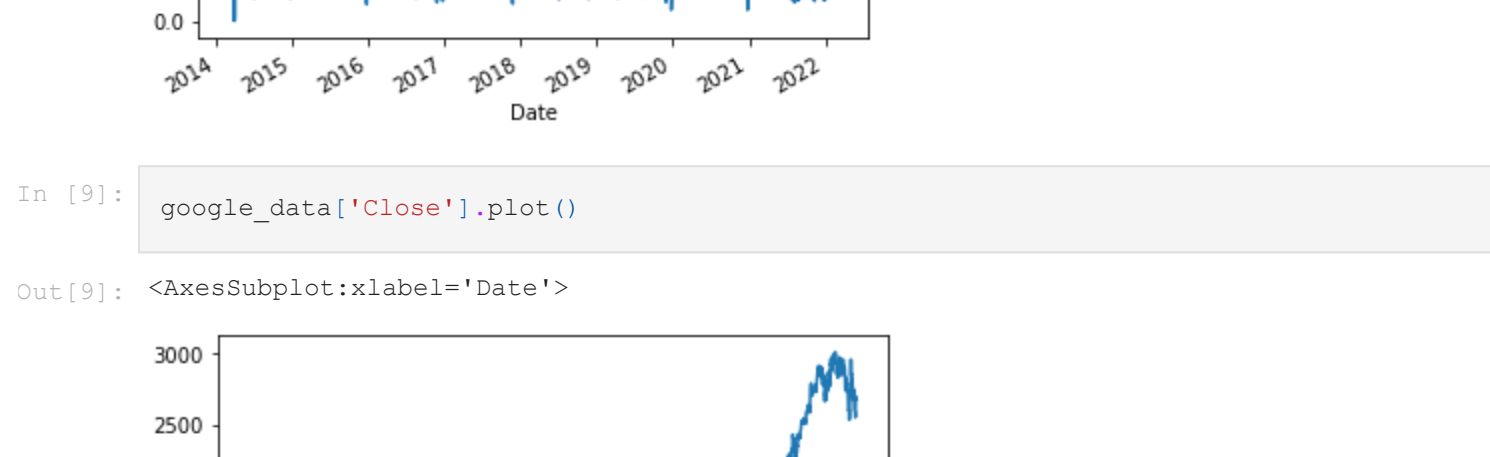 0.0
2014 2015 2016 2017 2018 2019 2020 2021 2022
Date
In [9]: google_data['Close'].plot()
Out[9]: <AxesSubplot:xlabel='Date'>
3000
2500